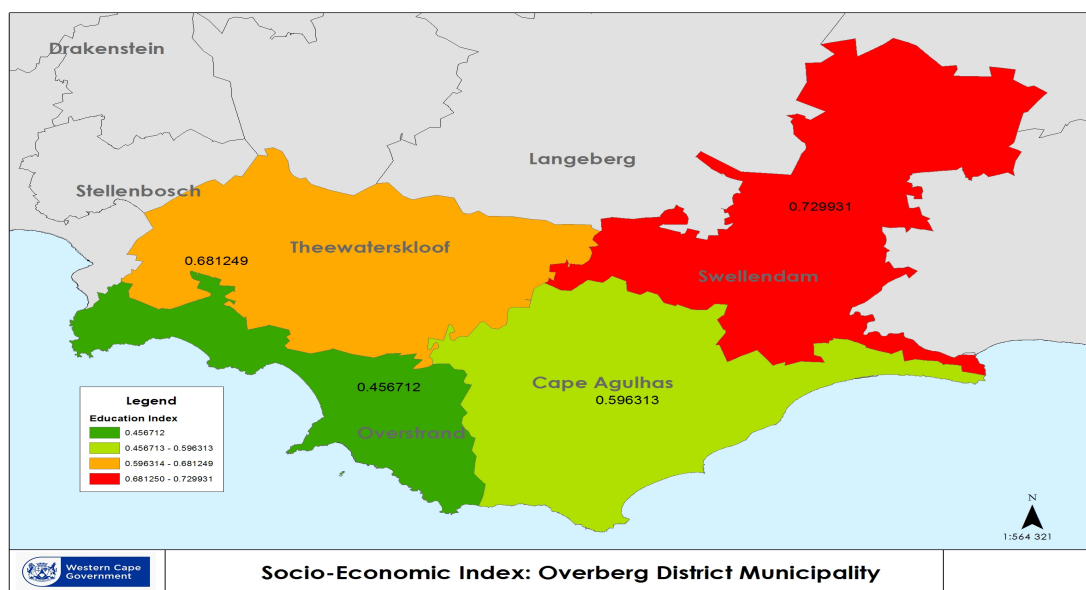 Drakenstein
Langeberg
Stellenbosch
0.729931
Theewaterskloof
0.681249
Swellendam
0.456712
Cape Agulhas
0.596313
Overstrand
Legend
Education Index
0.456712
0.456713 - 0.596313
0.596314 - 0.681249
0.681250 - 0.729931
N
1:564 321
Western Cape
Government
Socio-Economic Index: Overberg District Municipality